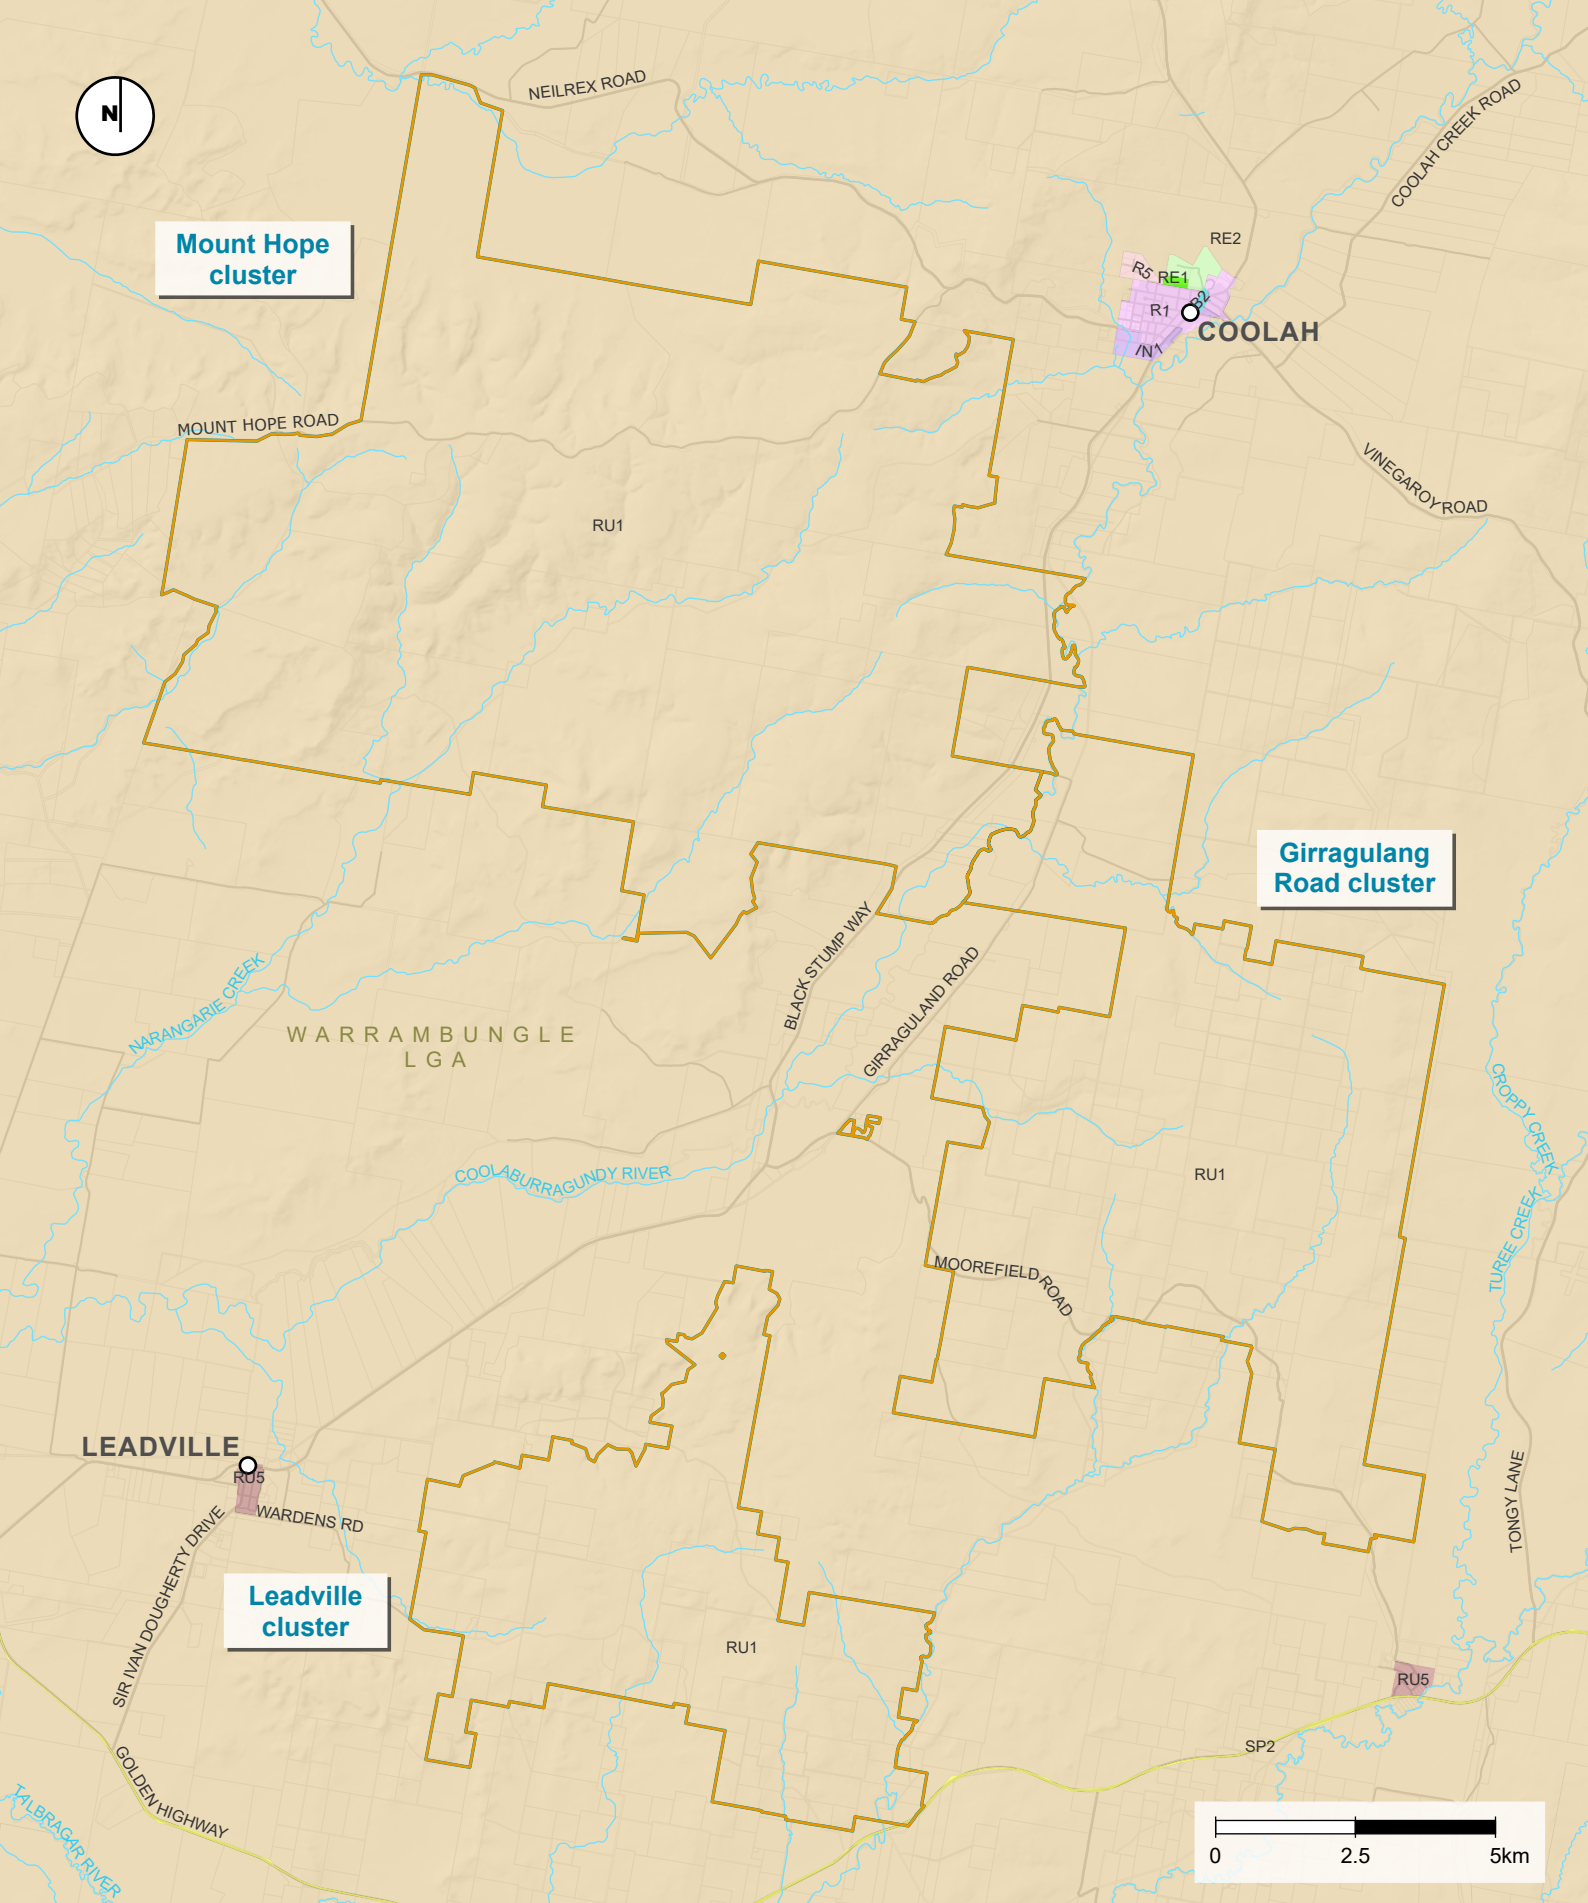 NEILREX ROAD
COOLAH CREEK ROAD
N
Mount Hope
cluster
RE2
R5
RE1
B2
R1
IN1
COOLAH
MOUNT HOPE ROAD
VINEGAROY ROAD
RU1
Girragulang
Road cluster
BLACK STUMP WAY
GIRRAGULAND ROAD
NARANGARIE CREEK
WARRAMBUNGLE
LGA
CROPPY CREEK
COOLABURRAGUNDY RIVER
RU1
TUREE CREEK
MOOREFIELD ROAD
LEADVILLE
RU5
WARDENS RD
TONGY LANE
SIR IVAN DOUGHERTY DRIVE
Leadville
cluster
RU1
RU5
SP2
GOLDEN HIGHWAY
TALBRAGAR RIVER
0 2.5 5km